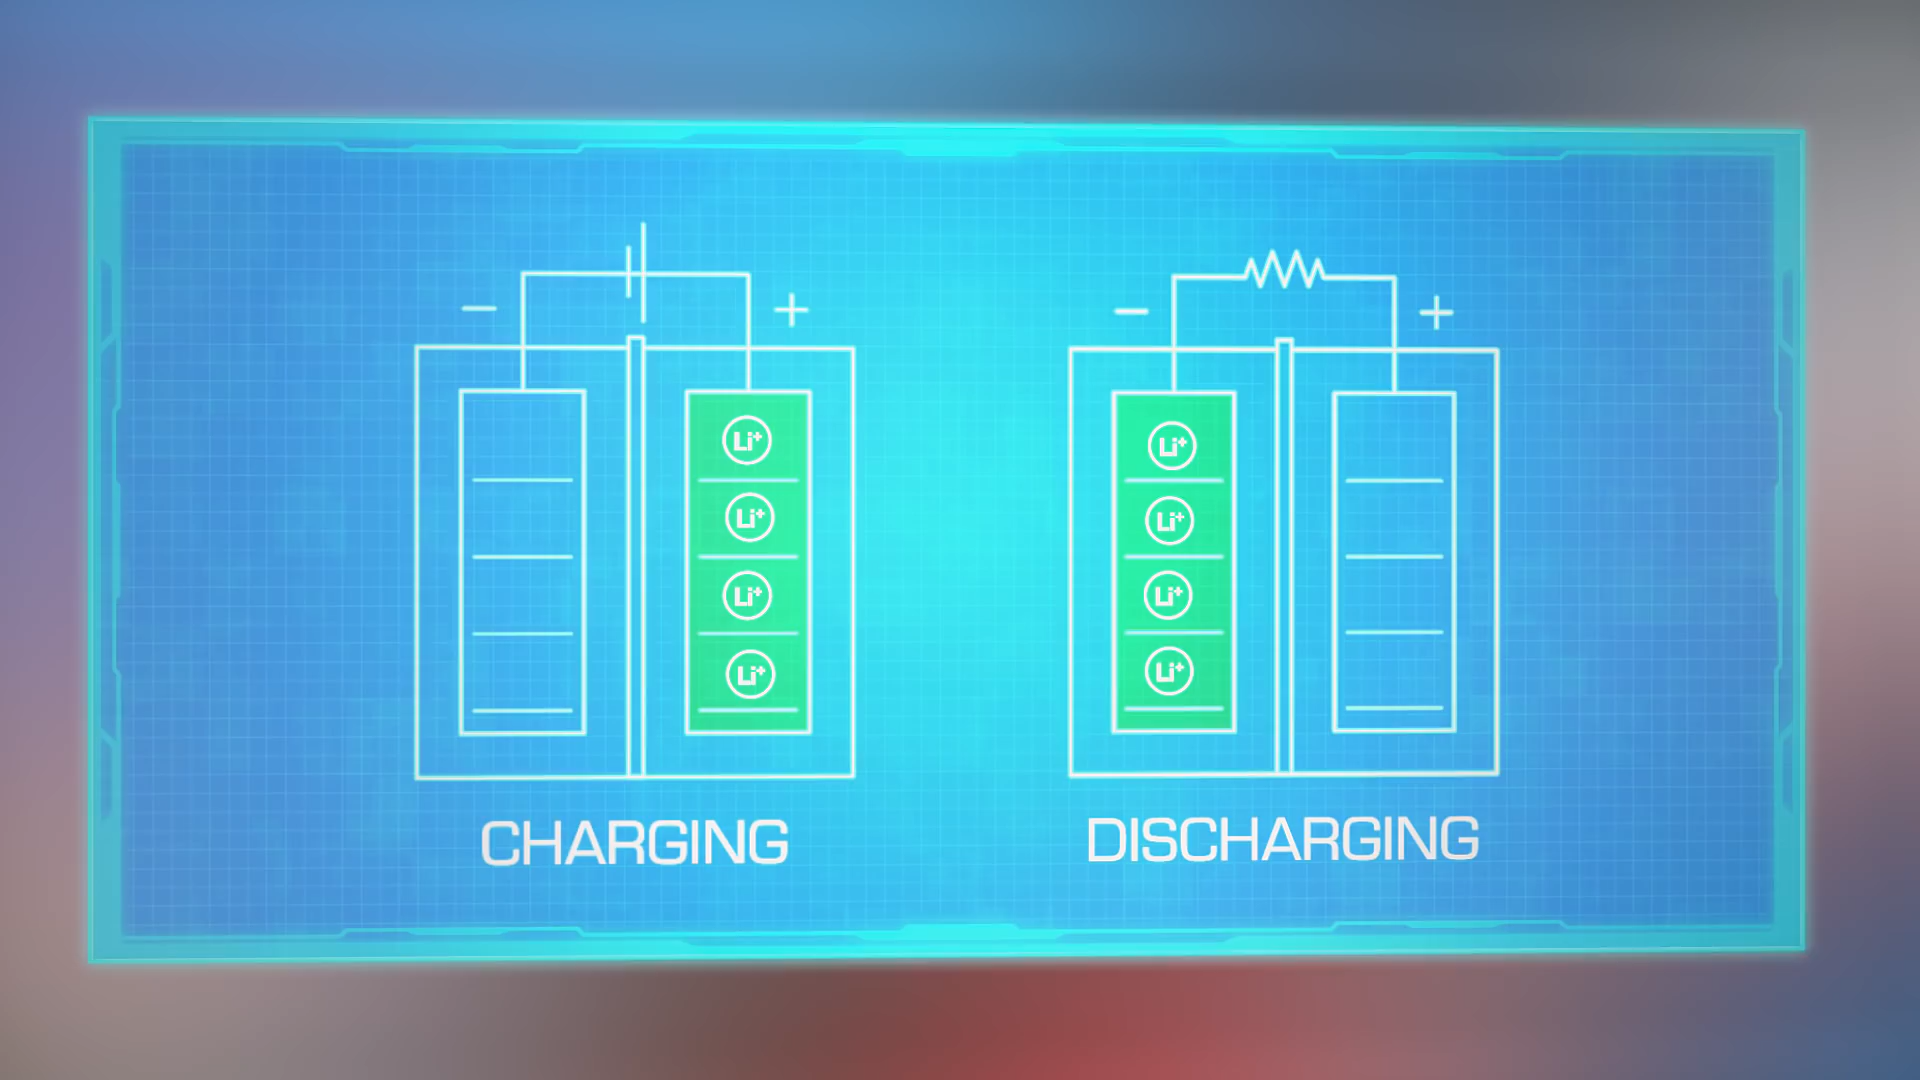 − +
Li⁺
Li⁺
Li⁺
Li⁺
CHARGING
− +
Li⁺
Li⁺
Li⁺
Li⁺
DISCHARGING